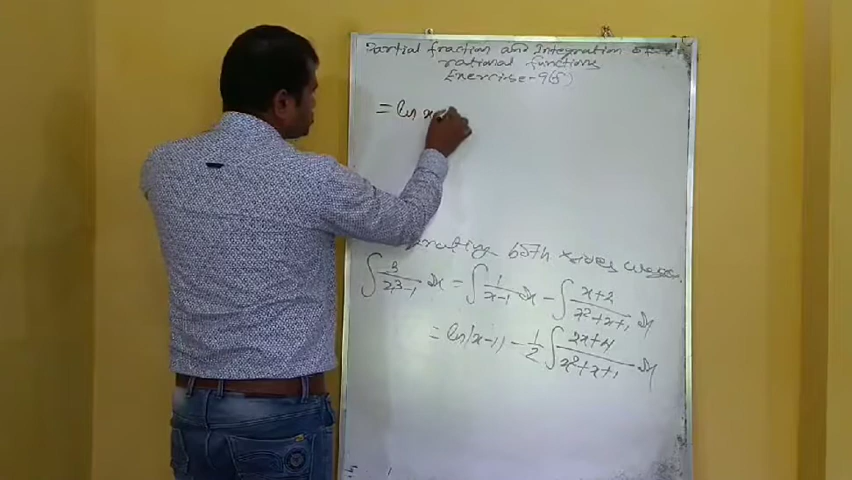 Partial fraction and Integration of
rational functions
Exercise-9(5)
= ln x
both sides w.r.
∫ 3/x3-1 dx = ∫ 1/x-1 dx - ∫ x+2/x²+x+1 dx
= ln|x-1| - 1/2 ∫ 2x+4/x²+x+1 dx